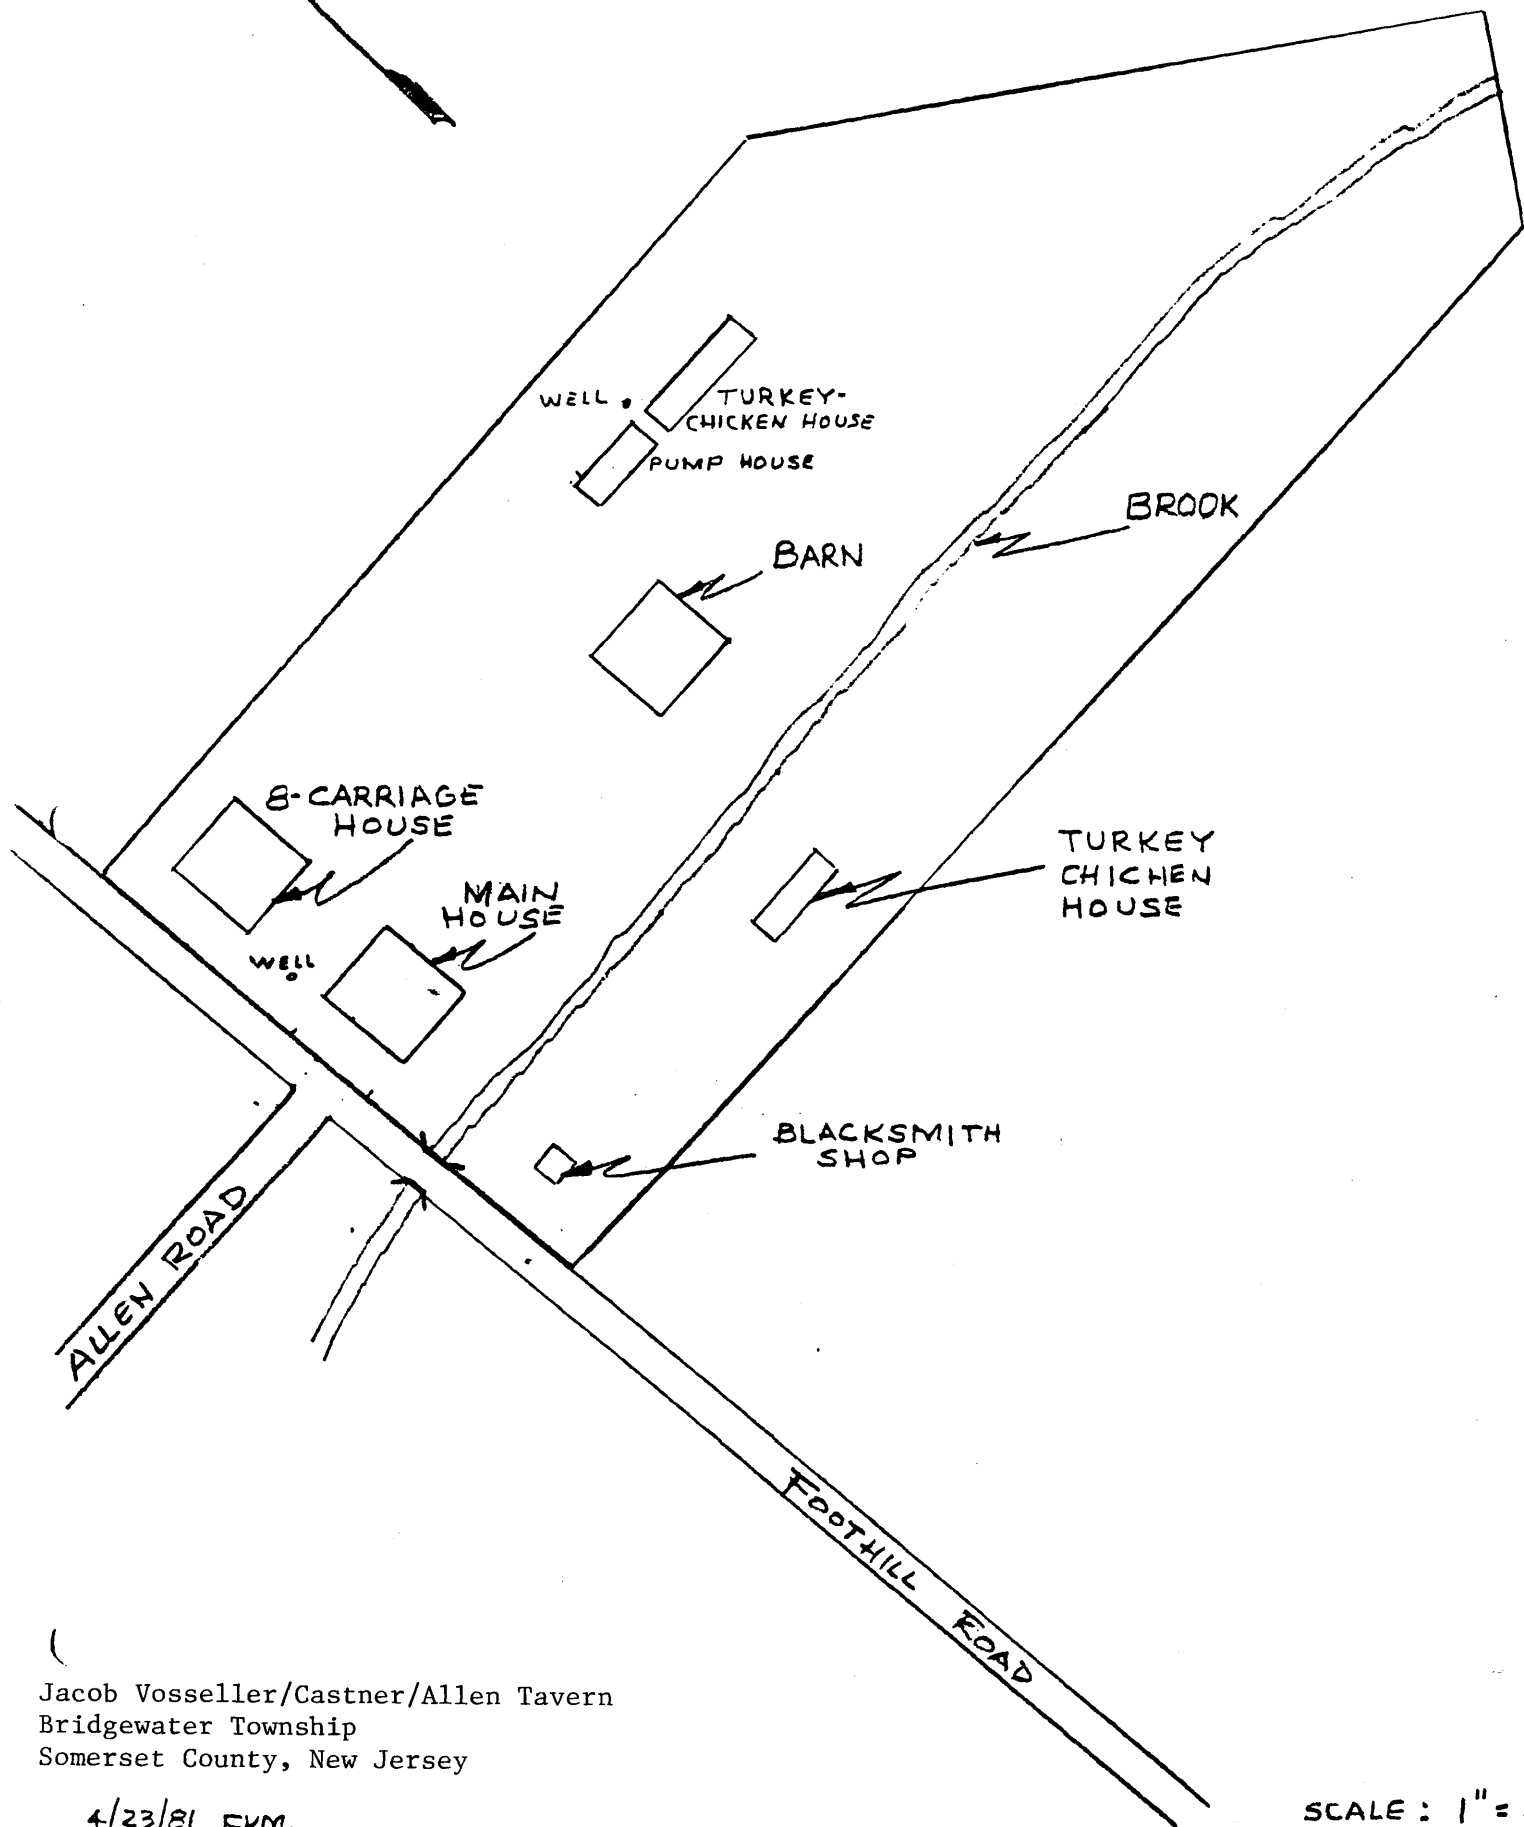 WELL
TURKEY-
CHICKEN HOUSE
PUMP HOUSE
BROOK
BARN
8-CARRIAGE
HOUSE
TURKEY
CHICHEN
HOUSE
MAIN
HOUSE
WELL
BLACKSMITH
SHOP
ALLEN ROAD
FOOTHILL ROAD
Jacob Vosseller/Castner/Allen Tavern
Bridgewater Township
Somerset County, New Jersey
4/23/81
SCALE: 1"=